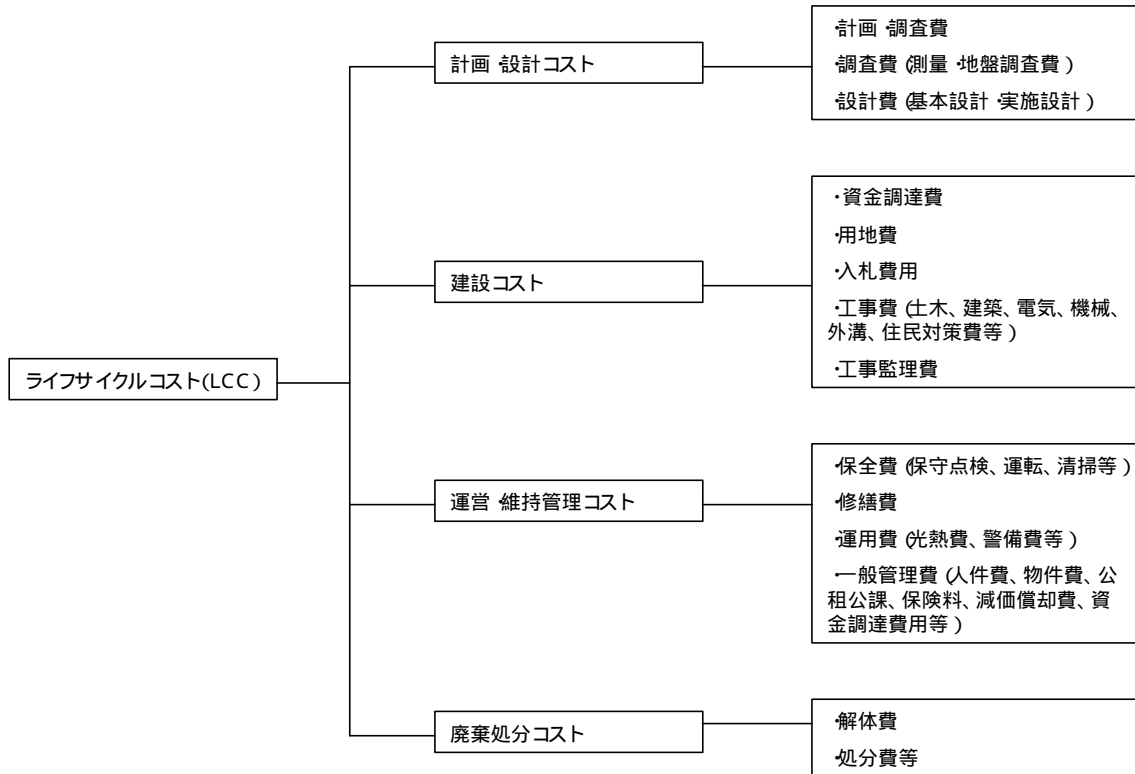 ・計画・調査費
計画・設計コスト
・調査費(測量・地盤調査費)
・設計費(基本設計・実施設計)
・資金調達費
・用地費
建設コスト
・入札費用
・工事費(土木、建築、電気、機械、
外溝、住民対策費等)
・工事監理費
ライフサイクルコスト(LCC)
・保全費(保守点検、運転、清掃等)
運営・維持管理コスト
・修繕費
・運用費(光熱費、警備費等)
・一般管理費(人件費、物件費、公
租公課、保険料、減価償却費、資
金調達費用等)
廃棄処分コスト
・解体費
・処分費等